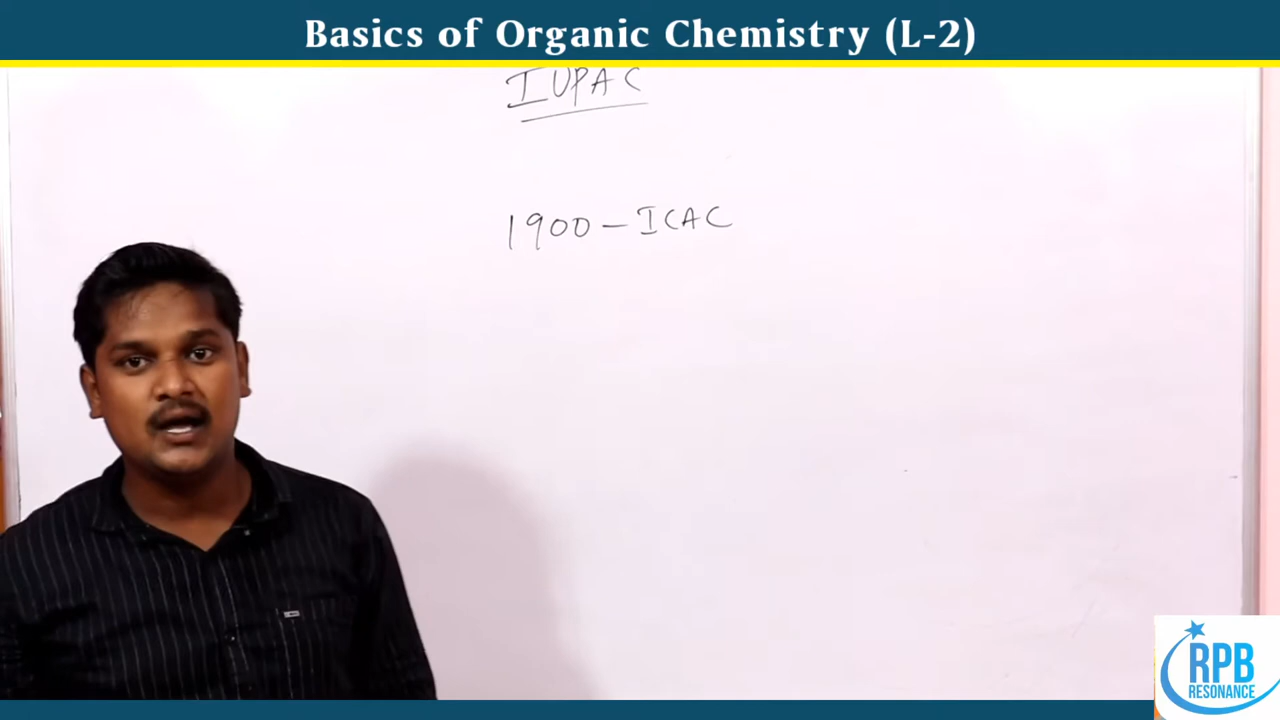 Basics of Organic Chemistry (L-2)
IUPAC
1900 - ICAC
RPB
RESONANCE